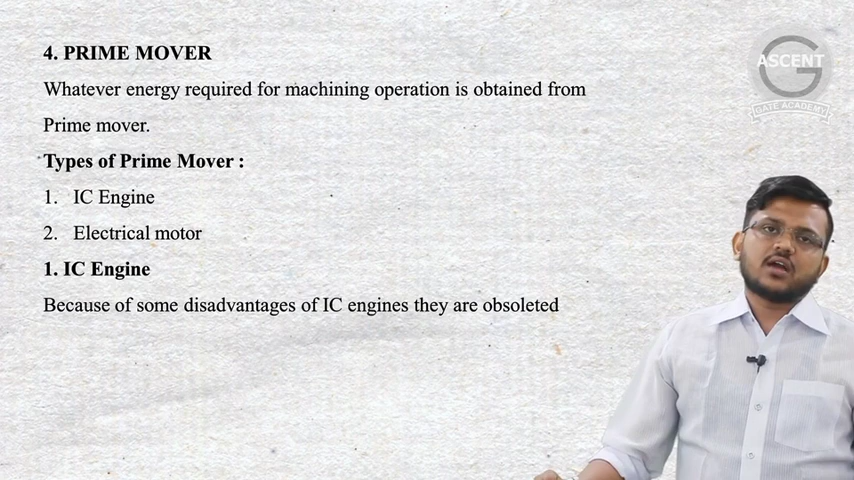 4. PRIME MOVER
Whatever energy required for machining operation is obtained from
Prime mover.
Types of Prime Mover :
1. IC Engine
2. Electrical motor
1. IC Engine
Because of some disadvantages of IC engines they are obsoleted
G
ASCENT
GATE ACADEMY